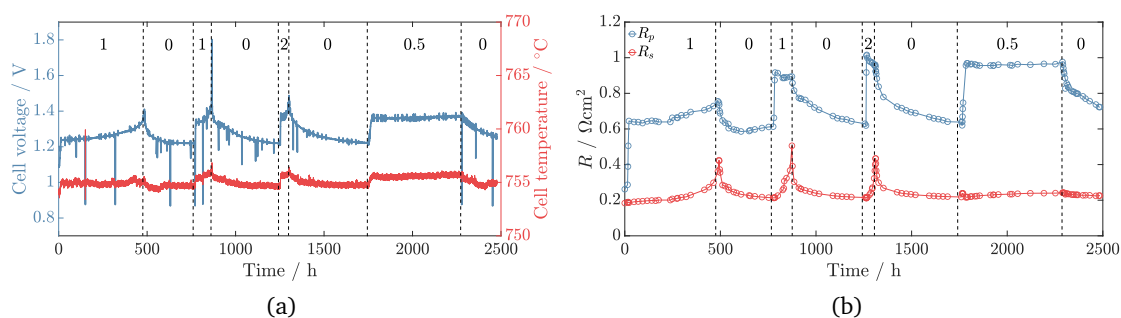 1 0 1 0 2 0 0.5 0
Cell voltage / V
0.8 1 1.2 1.4 1.6 1.8
750 755 760 765 770
Cell temperature / °C
0 500 1000 1500 2000 2500
Time / h
(a)
R_p
R_s
1 0 1 0 2 0 0.5 0
R / Ωcm²
0 0.2 0.4 0.6 0.8 1 1.2
0 500 1000 1500 2000 2500
Time / h
(b)